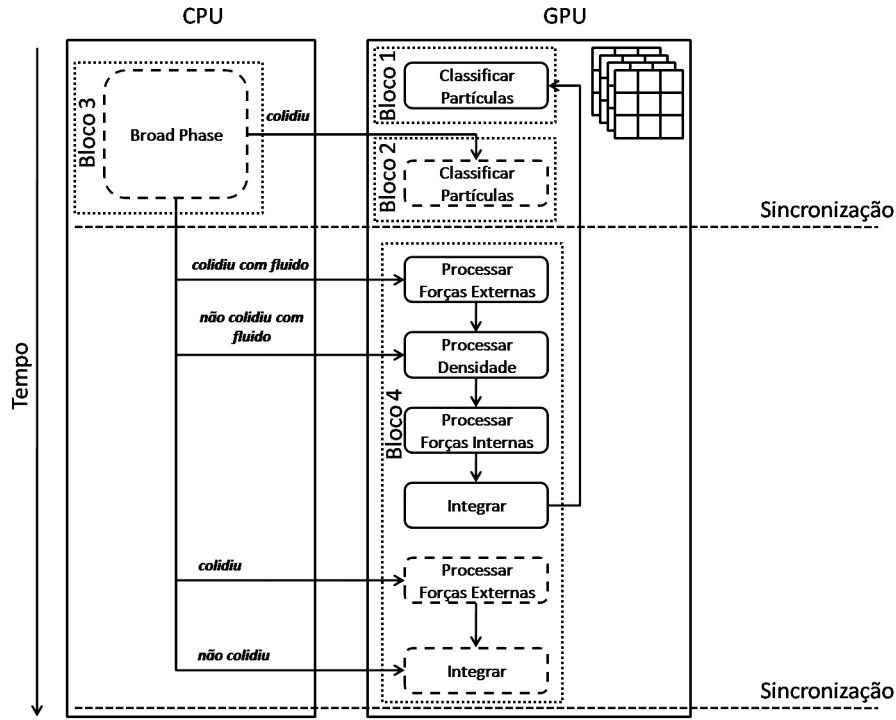 CPU
GPU
Bloco 3
Broad Phase
colidiu
Bloco 1
Classificar
Partículas
Bloco 2
Classificar
Partículas
Sincronização
Tempo
colidiu com fluido
não colidiu com
fluido
Bloco 4
Processar
Forças Externas
Processar
Densidade
Processar
Forças Internas
Integrar
colidiu
Processar
Forças Externas
não colidiu
Integrar
Sincronização